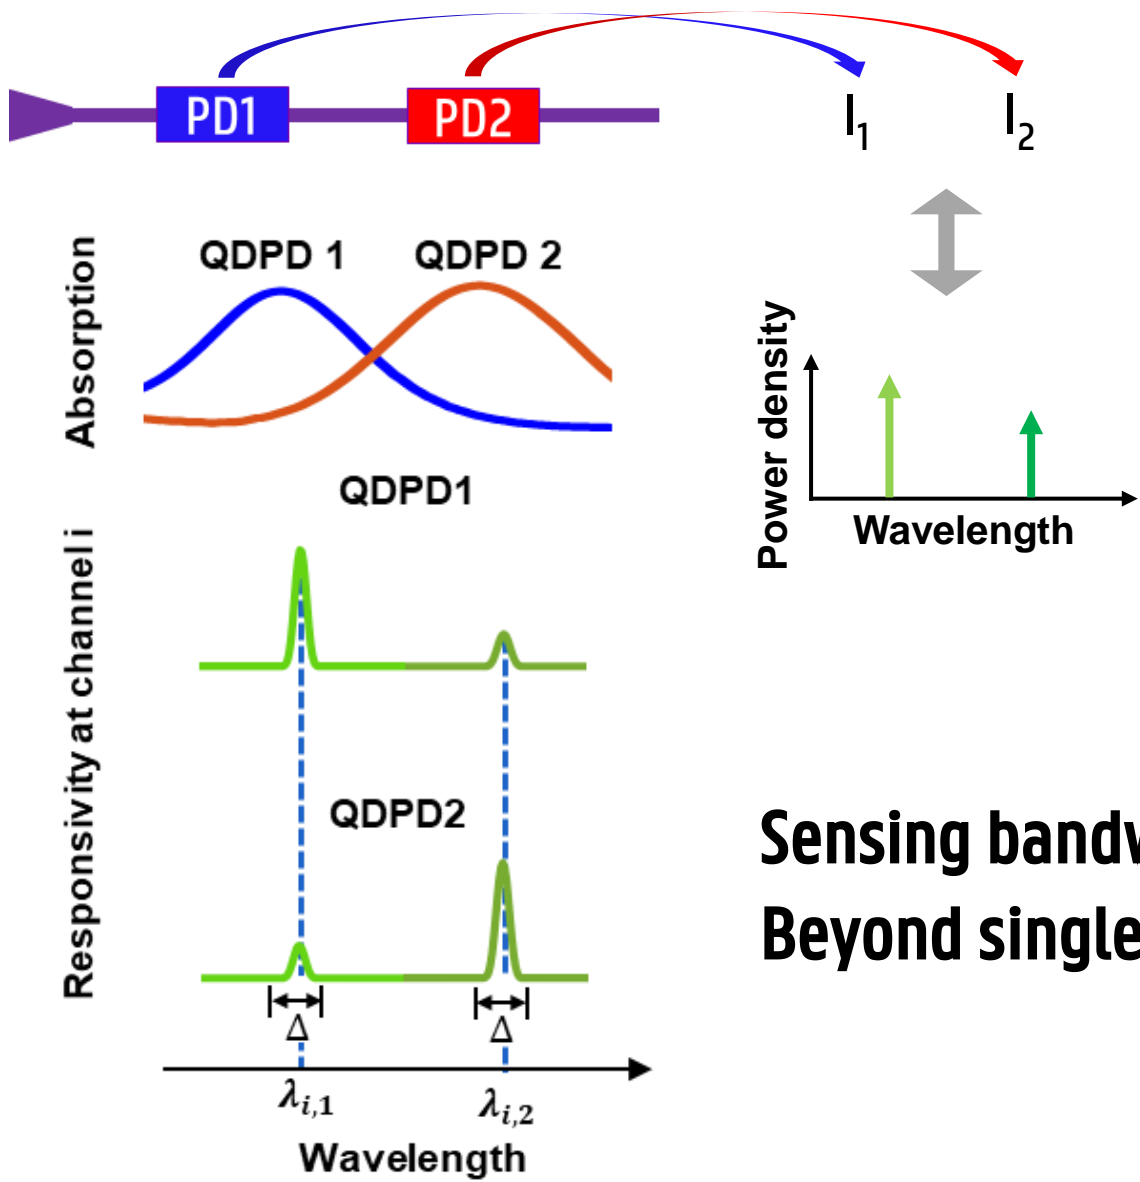 PD1
PD2
I1
I2
QDPD 1
QDPD 2
Absorption
Power density
Wavelength
QDPD1
Responsivity at channel i
QDPD2
Sensing
Beyond single
Δ
Δ
λi,1
λi,2
Wavelength